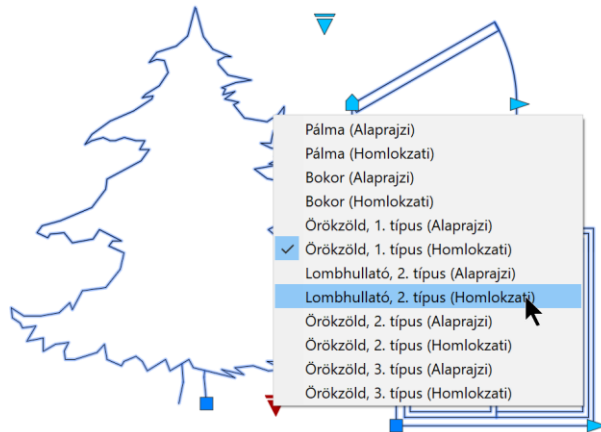 Pálma (Alaprajzi)
Pálma (Homlokzati)
Bokor (Alaprajzi)
Bokor (Homlokzati)
Örökzöld, 1. típus (Alaprajzi)
Örökzöld, 1. típus (Homlokzati)
Lombhullató, 2. típus (Alaprajzi)
Lombhullató, 2. típus (Homlokzati)
Örökzöld, 2. típus (Alaprajzi)
Örökzöld, 2. típus (Homlokzati)
Örökzöld, 3. típus (Alaprajzi)
Örökzöld, 3. típus (Homlokzati)